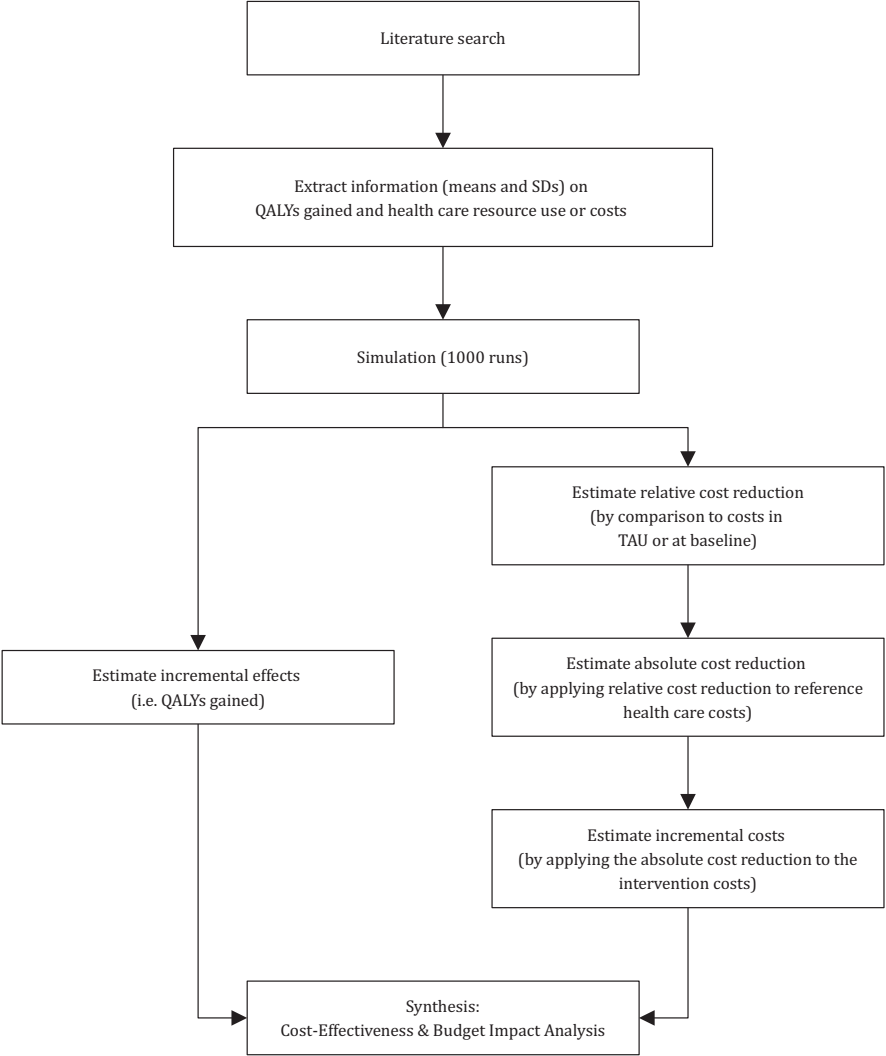 Literature search
Extract information (means and SDs) on
QALYs gained and health care resource use or costs
Simulation (1000 runs)
Estimate relative cost reduction
(by comparison to costs in
TAU or at baseline)
Estimate incremental effects
(i.e. QALYs gained)
Estimate absolute cost reduction
(by applying relative cost reduction to reference
health care costs)
Estimate incremental costs
(by applying the absolute cost reduction to the
intervention costs)
Synthesis:
Cost-Effectiveness & Budget Impact Analysis